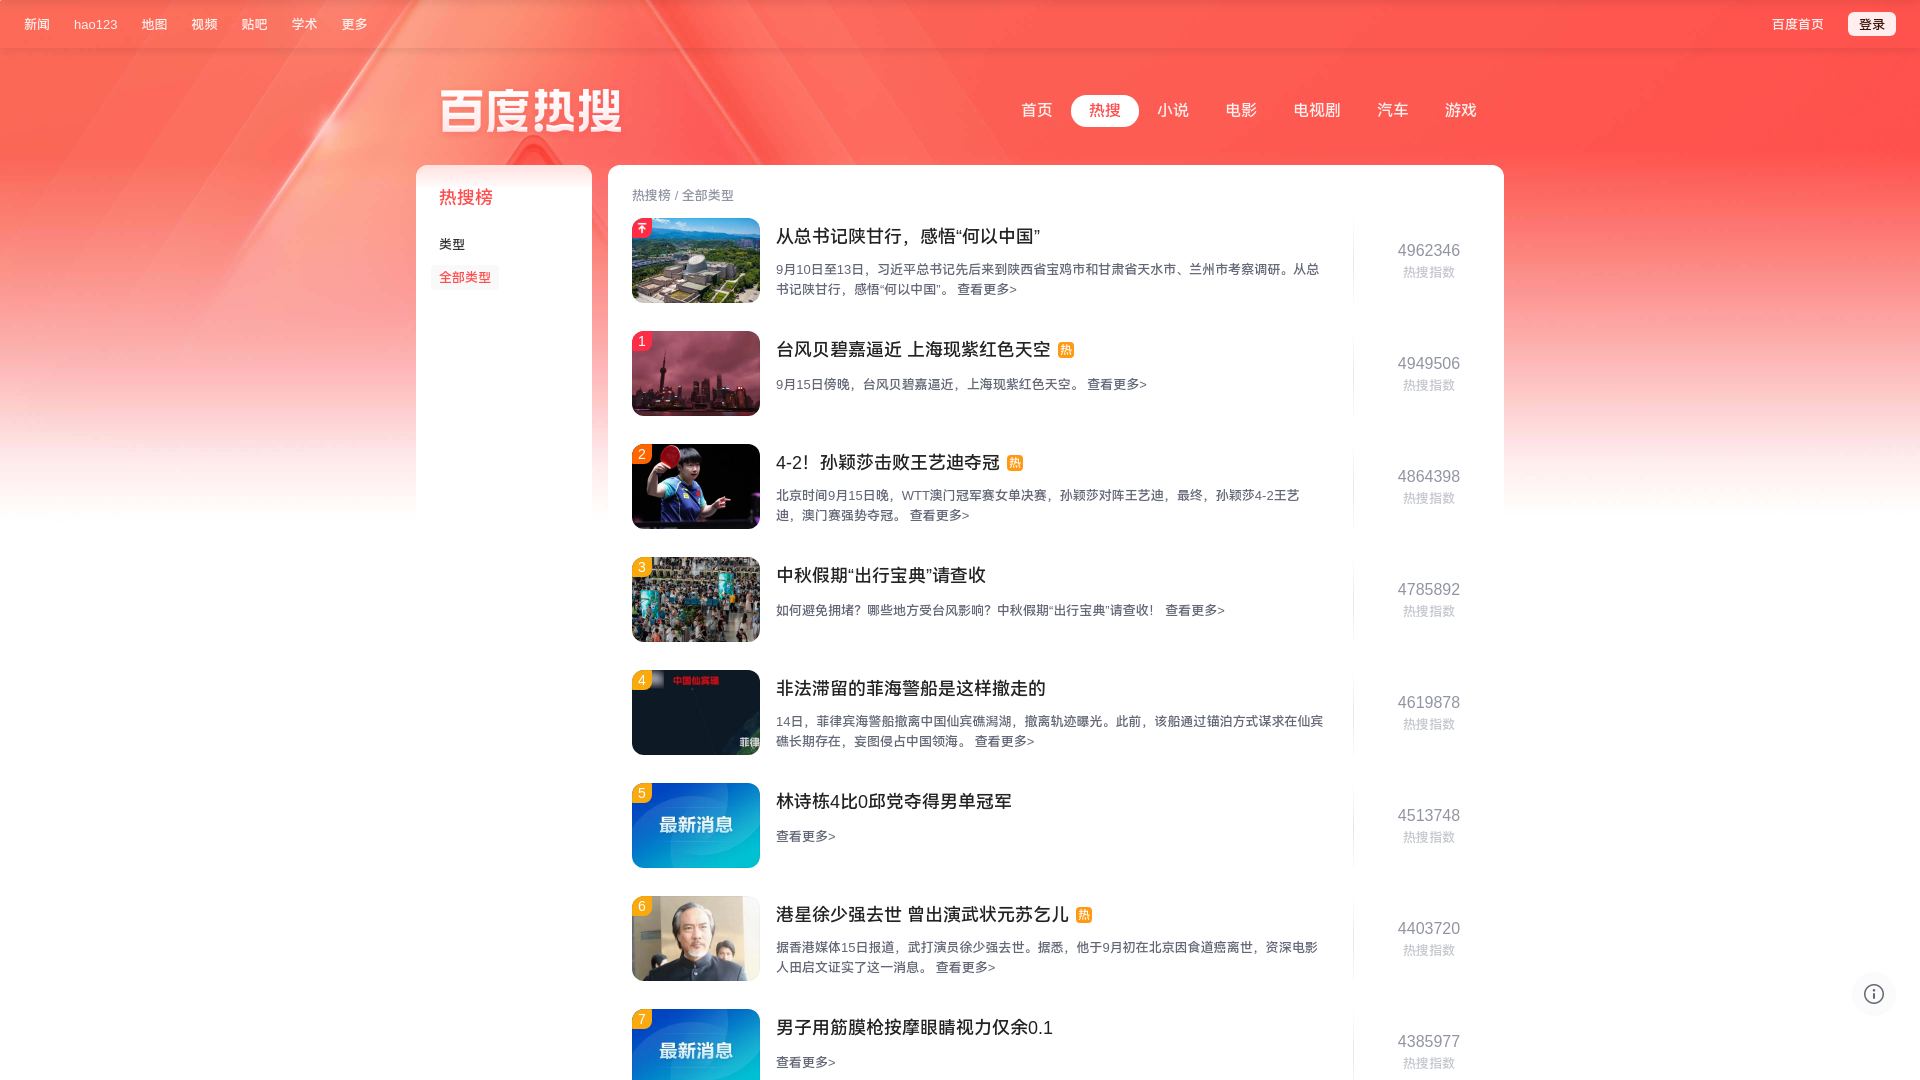 新闻 hao123 地图 视频 贴吧 学术 更多 百度首页 登录
百度热搜
首页 热搜 小说 电影 电视剧 汽车 游戏
热搜榜
类型
全部类型
热搜榜 / 全部类型
从总书记陕甘行，感悟“何以中国”
9月10日至13日，习近平总书记先后来到陕西省宝鸡市和甘肃省天水市、兰州市考察调研。从总
书记陕甘行，感悟“何以中国”。 查看更多>
4962346
热搜指数
1
台风贝碧嘉逼近 上海现紫红色天空 热
9月15日傍晚，台风贝碧嘉逼近，上海现紫红色天空。 查看更多>
4949506
热搜指数
2
4-2！孙颖莎击败王艺迪夺冠 热
北京时间9月15日晚，WTT澳门冠军赛女单决赛，孙颖莎对阵王艺迪，最终，孙颖莎4-2王艺
迪，澳门赛强势夺冠。 查看更多>
4864398
热搜指数
3
中秋假期“出行宝典”请查收
如何避免拥堵？哪些地方受台风影响？中秋假期“出行宝典”请查收！ 查看更多>
4785892
热搜指数
4
中国仙宾礁
菲律
非法滞留的菲海警船是这样撤走的
14日，菲律宾海警船撤离中国仙宾礁潟湖，撤离轨迹曝光。此前，该船通过锚泊方式谋求在仙宾
礁长期存在，妄图侵占中国领海。 查看更多>
4619878
热搜指数
5
最新消息
林诗栋4比0邱党夺得男单冠军
查看更多>
4513748
热搜指数
6
港星徐少强去世 曾出演武状元苏乞儿 热
据香港媒体15日报道，武打演员徐少强去世。据悉，他于9月初在北京因食道癌离世，资深电影
人田启文证实了这一消息。 查看更多>
4403720
热搜指数
7
最新消息
男子用筋膜枪按摩眼睛视力仅余0.1
查看更多>
4385977
热搜指数